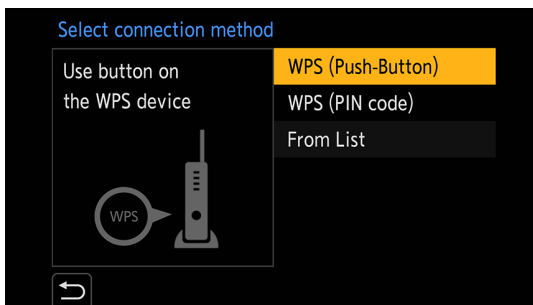 Select connection method
Use button on
the WPS device
WPS
WPS (Push-Button)
WPS (PIN code)
From List